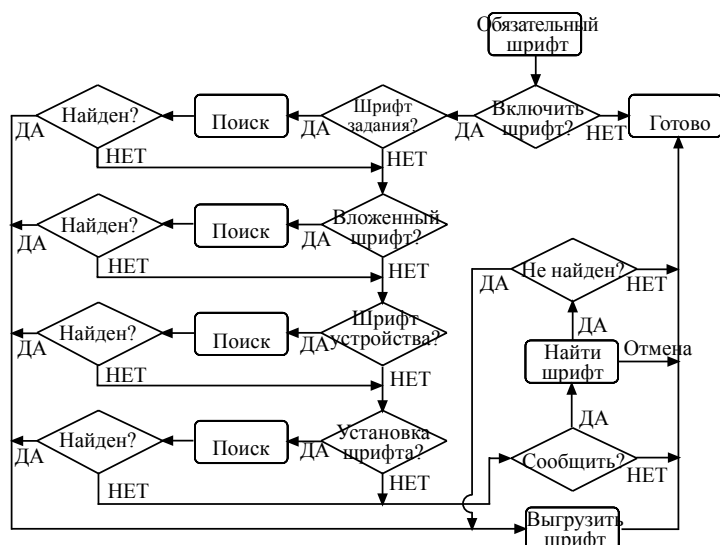 Обязательный
шрифт
Найден?
Поиск
Шрифт
задания?
Включить
шрифт?
Готово
ДА
ДА
ДА
НЕТ
НЕТ
НЕТ
Найден?
Поиск
Вложенный
шрифт?
ДА
ДА
НЕТ
НЕТ
Не найден?
ДА
НЕТ
Найден?
Поиск
Шрифт
устройства?
ДА
ДА
НЕТ
НЕТ
ДА
Найти
шрифт
Отмена
Найден?
Поиск
Установка
шрифта?
ДА
ДА
НЕТ
НЕТ
ДА
Сообщить?
НЕТ
Выгрузить
шрифт